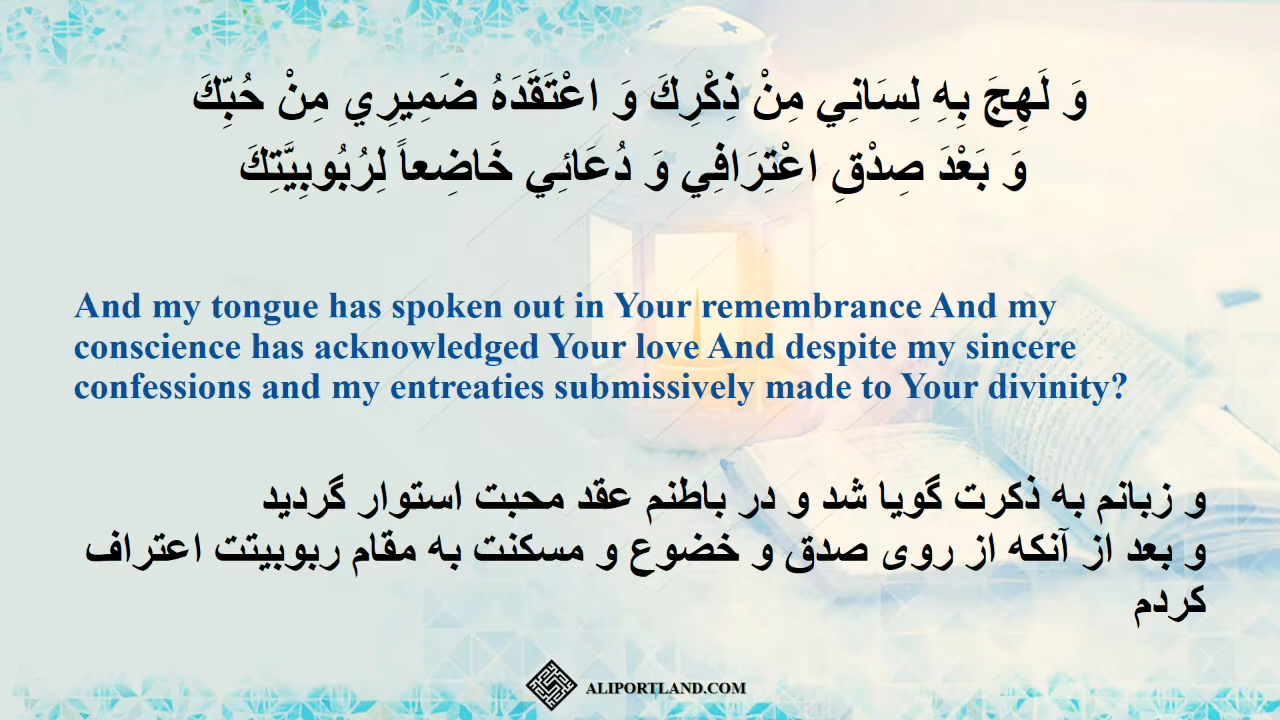 وَ لَهِجَ بِهِ لِسَانِي مِنْ ذِكْرِكَ وَ اعْتَقَدَهُ ضَمِيرِي مِنْ حُبِّكَ
وَ بَعْدَ صِدْقِ اعْتِرَافِي وَ دُعَائِي خَاضِعاً لِرُبُوبِيَّتِكَ
And my tongue has spoken out in Your remembrance And my
conscience has acknowledged Your love And despite my sincere
confessions and my entreaties submissively made to Your divinity?
و زبانم به ذکرت گویا شد و در باطنم عقد محبت استوار گردید
و بعد از آنکه از روی صدق و خضوع و مسکنت به مقام ربوبیتت اعتراف
کردم
ALIPORTLAND.COM